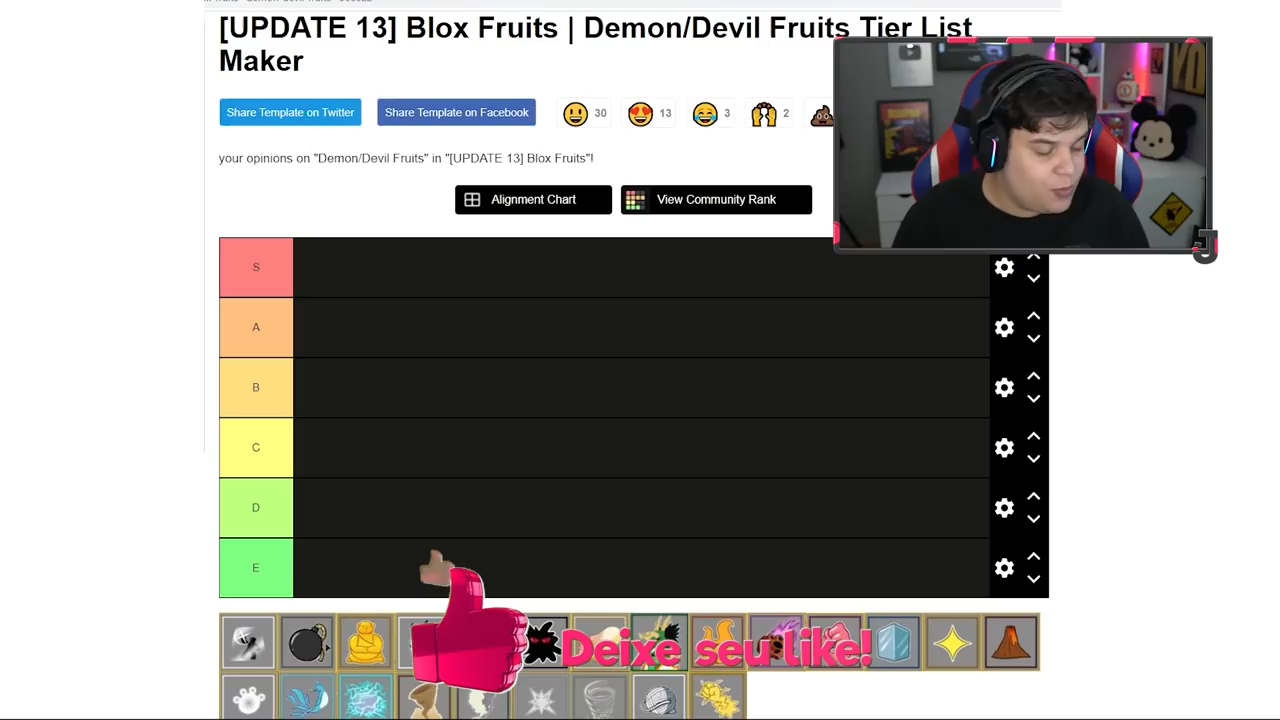 [UPDATE 13] Blox Fruits | Demon/Devil Fruits Tier List
Maker
Share Template on Twitter
Share Template on Facebook
30
13
3
2
your opinions on "Demon/Devil Fruits" in "[UPDATE 13] Blox Fruits"!
Alignment Chart
View Community Rank
S
A
B
C
D
E
J
Deixe seu like!